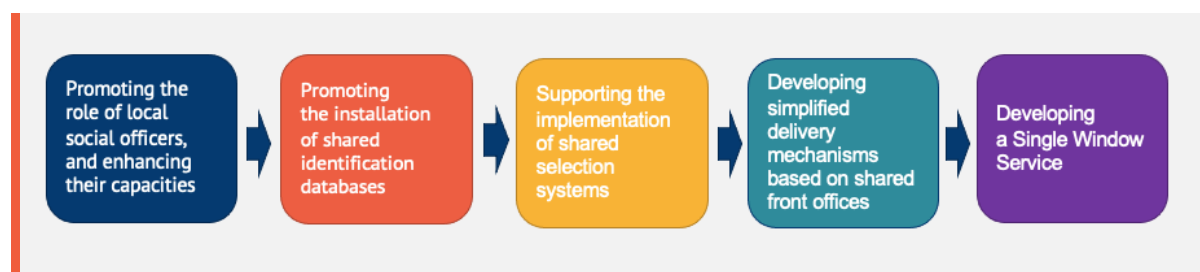 Promoting the
role of local
social officers,
and enhancing
their capacities
Promoting
the installation
of shared
identification
databases
Supporting the
implementation
of shared
selection
systems
Developing
simplified
delivery
mechanisms
based on shared
front offices
Developing
a Single Window
Service